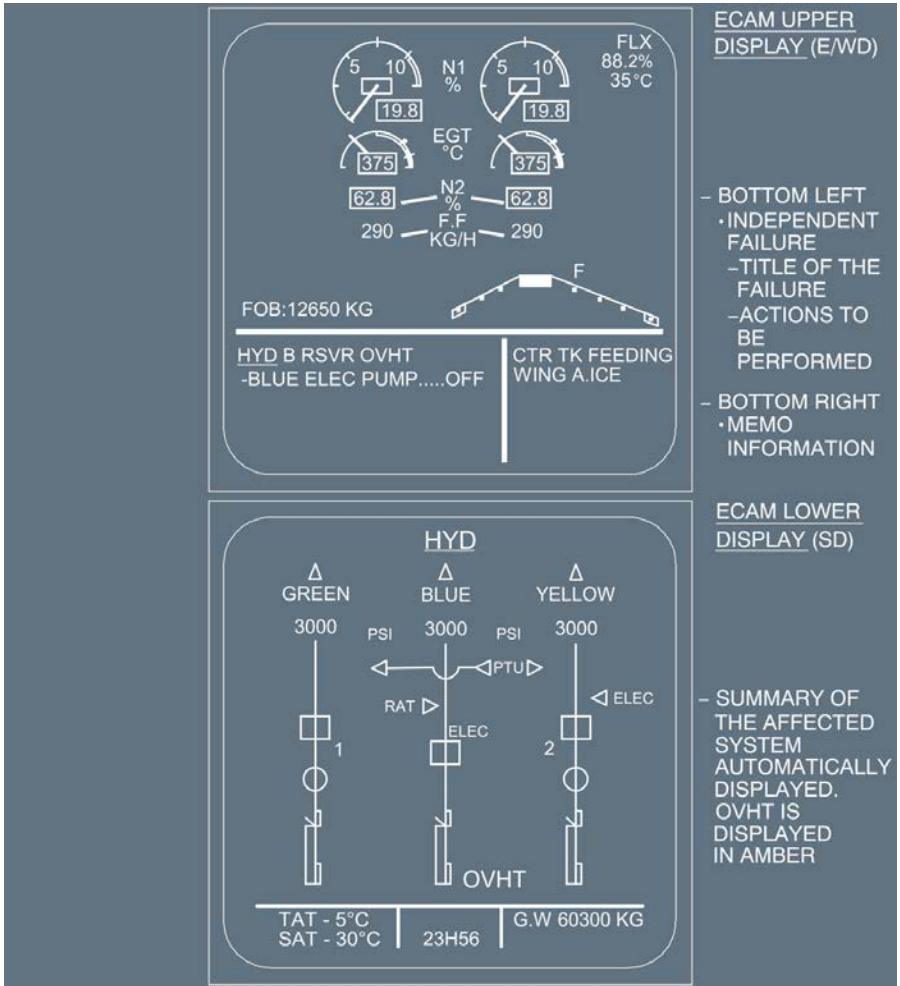 ECAM UPPER
DISPLAY (E/WD)
FLX
88.2%
35°C
5 10 N1 5 10
%
19.8 19.8
EGT
°C
375 375
62.8 N2 62.8
%
290 F.F 290
KG/H
F
FOB:12650 KG
HYD B RSVR OVHT
-BLUE ELEC PUMP.....OFF
CTR TK FEEDING
WING A.ICE
– BOTTOM LEFT
·INDEPENDENT
FAILURE
–TITLE OF THE
FAILURE
–ACTIONS TO
BE
PERFORMED
– BOTTOM RIGHT
·MEMO
INFORMATION
ECAM LOWER
DISPLAY (SD)
HYD
GREEN BLUE YELLOW
3000 PSI 3000 PSI 3000
PTU
RAT ELEC
ELEC
1 2
OVHT
TAT - 5°C
SAT - 30°C
23H56
G.W 60300 KG
– SUMMARY OF
THE AFFECTED
SYSTEM
AUTOMATICALLY
DISPLAYED.
OVHT IS
DISPLAYED
IN AMBER